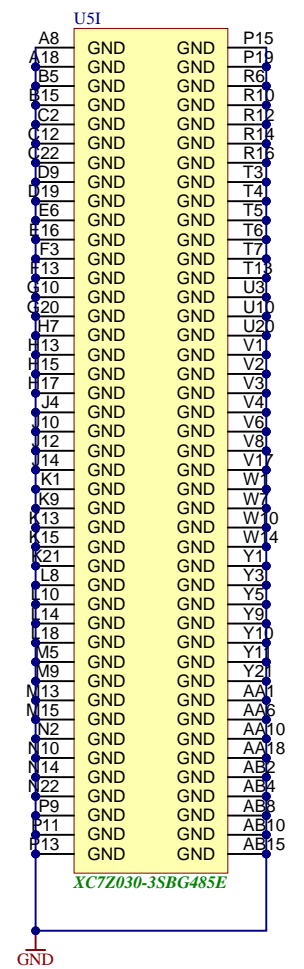 U5I
A8 GND GND P15
A18 GND GND P19
B5 GND GND R6
B15 GND GND R10
C2 GND GND R12
C12 GND GND R14
C22 GND GND R16
D9 GND GND T3
D19 GND GND T4
E6 GND GND T5
E16 GND GND T6
F3 GND GND T7
F13 GND GND T13
G10 GND GND U3
G20 GND GND U10
H7 GND GND U20
H13 GND GND V1
H15 GND GND V2
H17 GND GND V3
J4 GND GND V4
J10 GND GND V6
J12 GND GND V8
J14 GND GND V17
K1 GND GND W1
K9 GND GND W7
K13 GND GND W10
K15 GND GND W14
K21 GND GND Y1
L8 GND GND Y3
L10 GND GND Y5
L14 GND GND Y9
L18 GND GND Y10
M5 GND GND Y11
M9 GND GND Y21
M13 GND GND AA1
M15 GND GND AA6
N2 GND GND AA10
N10 GND GND AA18
N14 GND GND AB2
N22 GND GND AB4
P9 GND GND AB8
P11 GND GND AB10
P13 GND GND AB15
XC7Z030-3SBG485E
GND